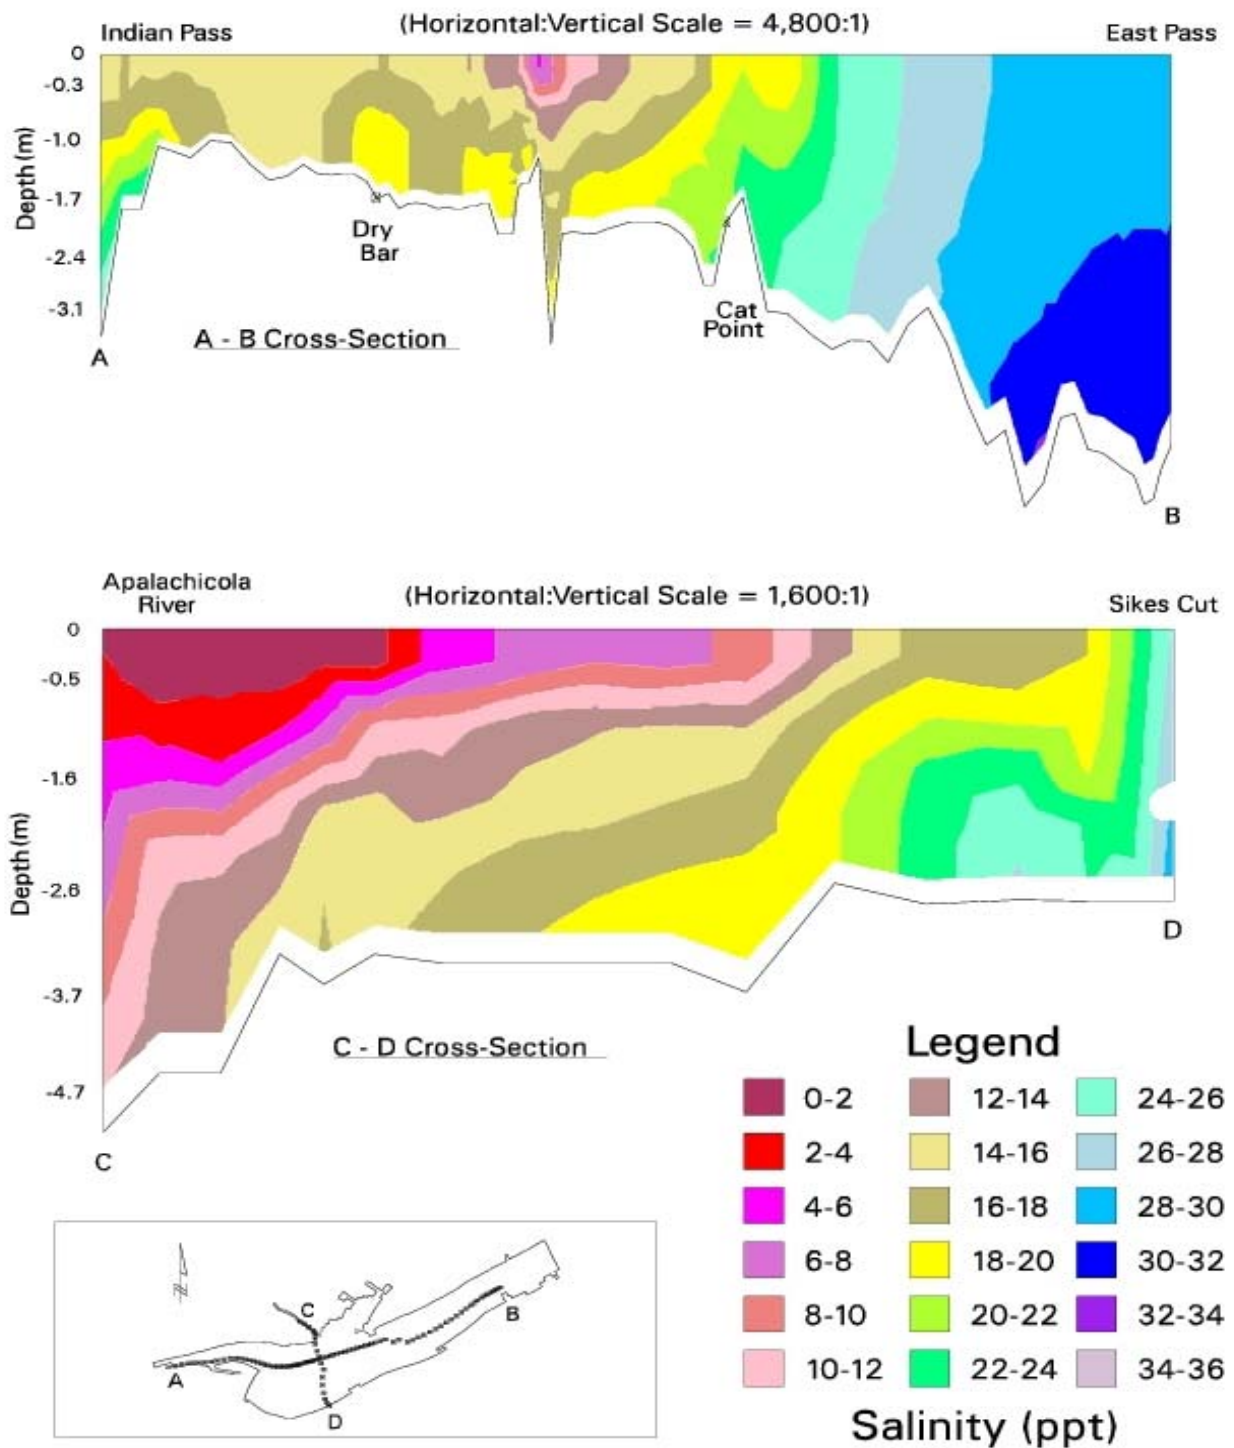 Indian Pass
(Horizontal:Vertical Scale = 4,800:1)
East Pass
0
-0.3
-1.0
-1.7
-2.4
-3.1
Depth (m)
Dry
Bar
Cat
Point
A - B Cross-Section
A
B
Apalachicola
River
(Horizontal:Vertical Scale = 1,600:1)
Sikes Cut
0
-0.5
-1.6
-2.6
-3.7
-4.7
Depth (m)
C - D Cross-Section
C
D
Legend
0-2
2-4
4-6
6-8
8-10
10-12
12-14
14-16
16-18
18-20
20-22
22-24
24-26
26-28
28-30
30-32
32-34
34-36
Salinity (ppt)
N
C
B
A
D